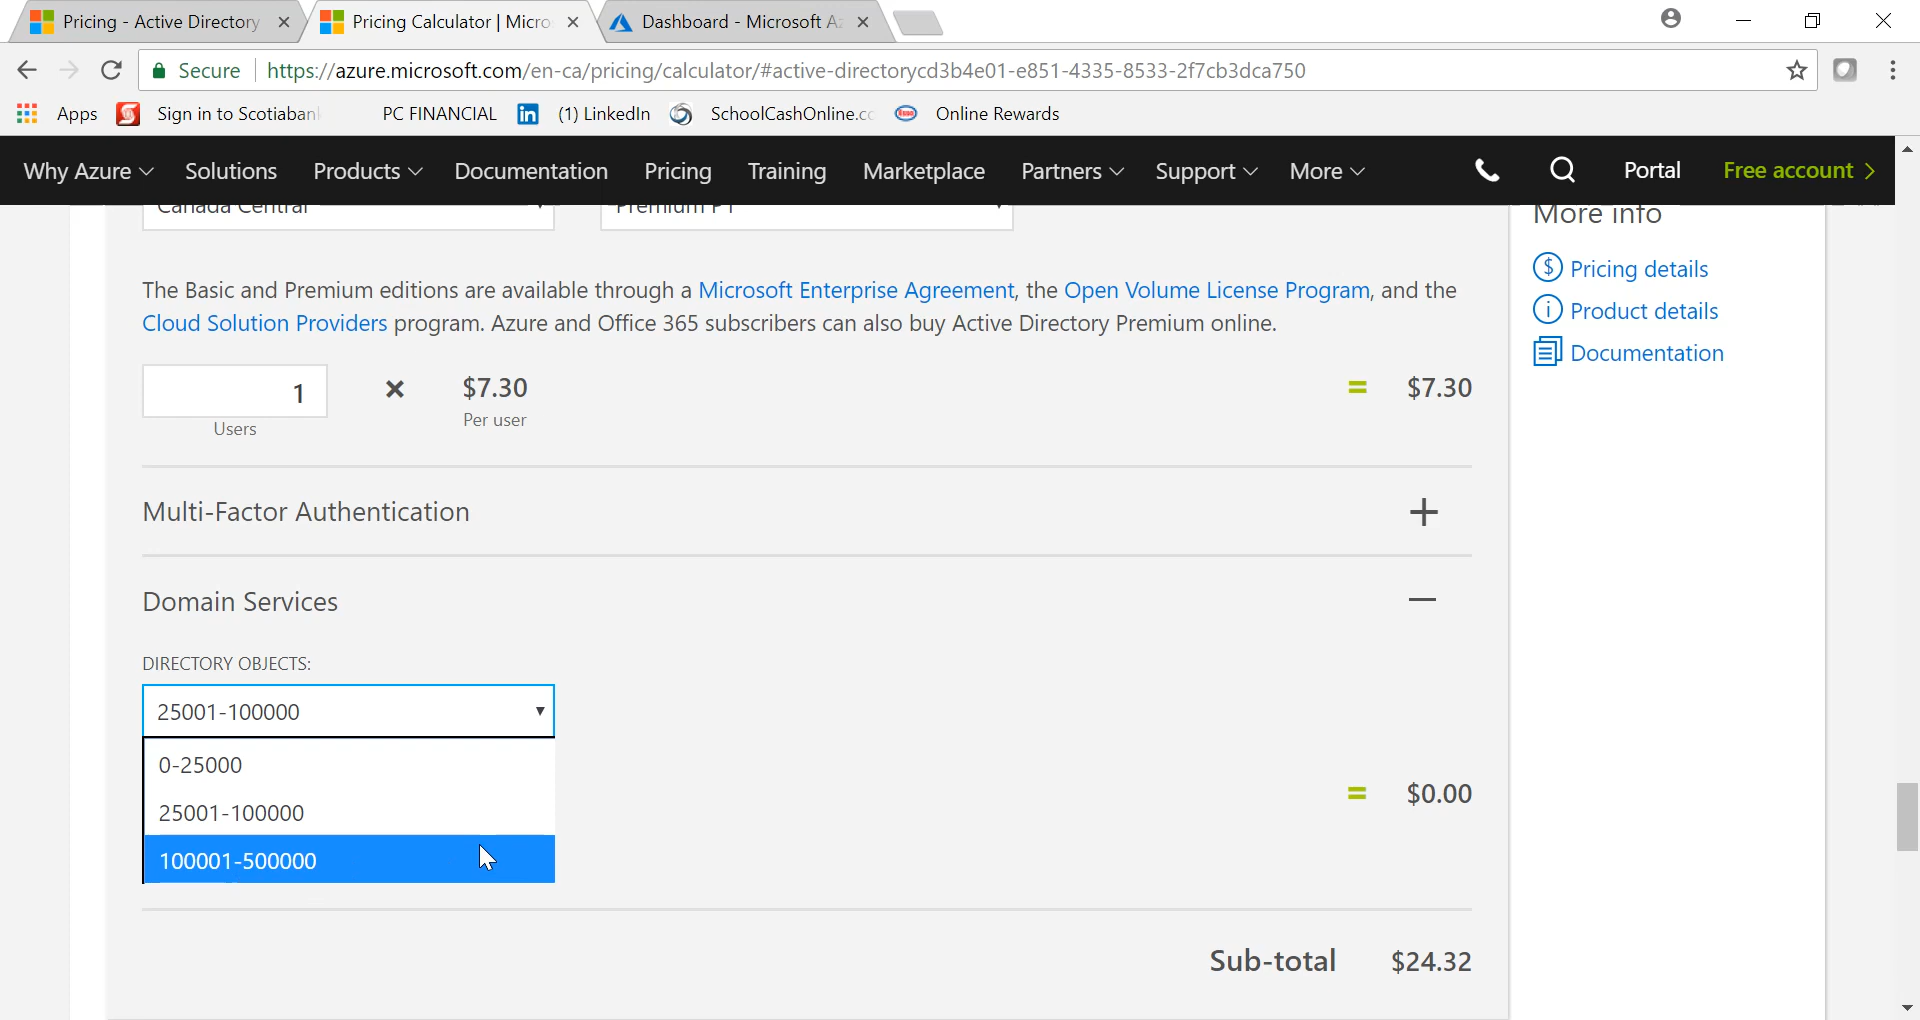 Pricing - Active Directory
Pricing Calculator | Micro
Dashboard - Microsoft A
Secure https://azure.microsoft.com/en-ca/pricing/calculator/#active-directorycd3b4e01-e851-4335-8533-2f7cb3dca750
Apps Sign in to Scotiaban PC FINANCIAL in (1) LinkedIn SchoolCashOnline.cc Esso Online Rewards
Why Azure Solutions Products Documentation Pricing Training Marketplace Partners Support More Portal Free account >
Canada Central Premium P1
More info
Pricing details
Product details
Documentation
The Basic and Premium editions are available through a Microsoft Enterprise Agreement, the Open Volume License Program, and the
Cloud Solution Providers program. Azure and Office 365 subscribers can also buy Active Directory Premium online.
1 × $7.30 = $7.30
Users Per user
Multi-Factor Authentication +
Domain Services —
DIRECTORY OBJECTS:
25001-100000
0-25000
25001-100000
100001-500000
= $0.00
Sub-total $24.32